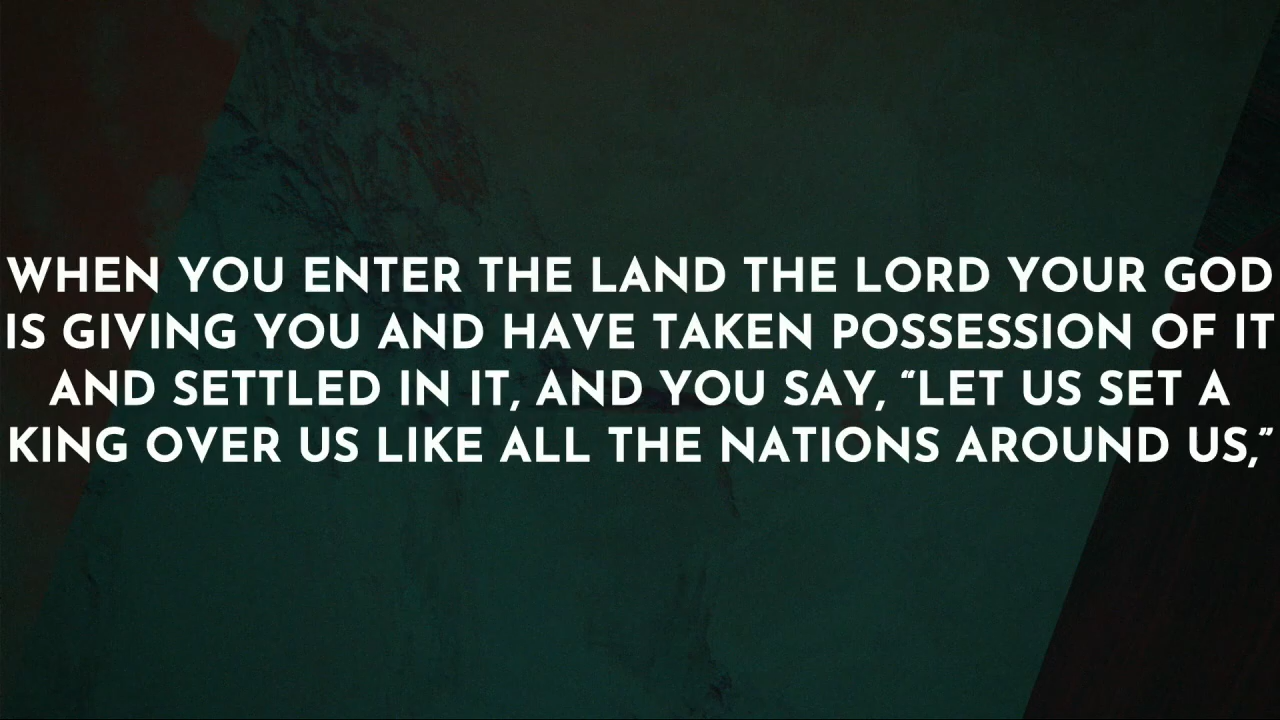 WHEN YOU ENTER THE LAND THE LORD YOUR GOD
IS GIVING YOU AND HAVE TAKEN POSSESSION OF IT
AND SETTLED IN IT, AND YOU SAY, “LET US SET A
KING OVER US LIKE ALL THE NATIONS AROUND US,”